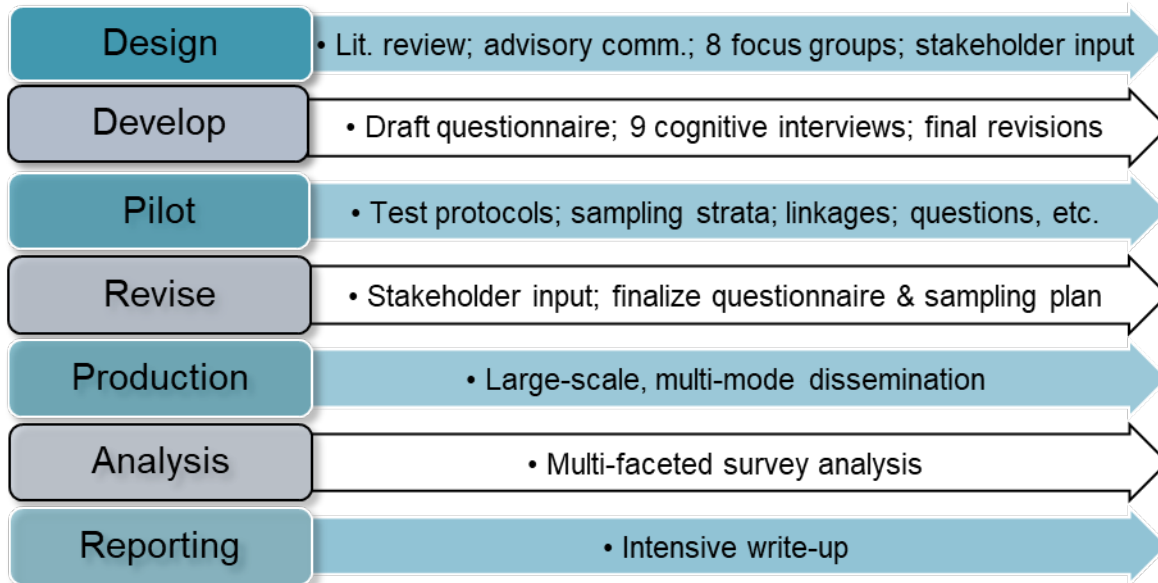 Design
• Lit. review; advisory comm.; 8 focus groups; stakeholder input
Develop
• Draft questionnaire; 9 cognitive interviews; final revisions
Pilot
• Test protocols; sampling strata; linkages; questions, etc.
Revise
• Stakeholder input; finalize questionnaire & sampling plan
Production
• Large-scale, multi-mode dissemination
Analysis
• Multi-faceted survey analysis
Reporting
• Intensive write-up